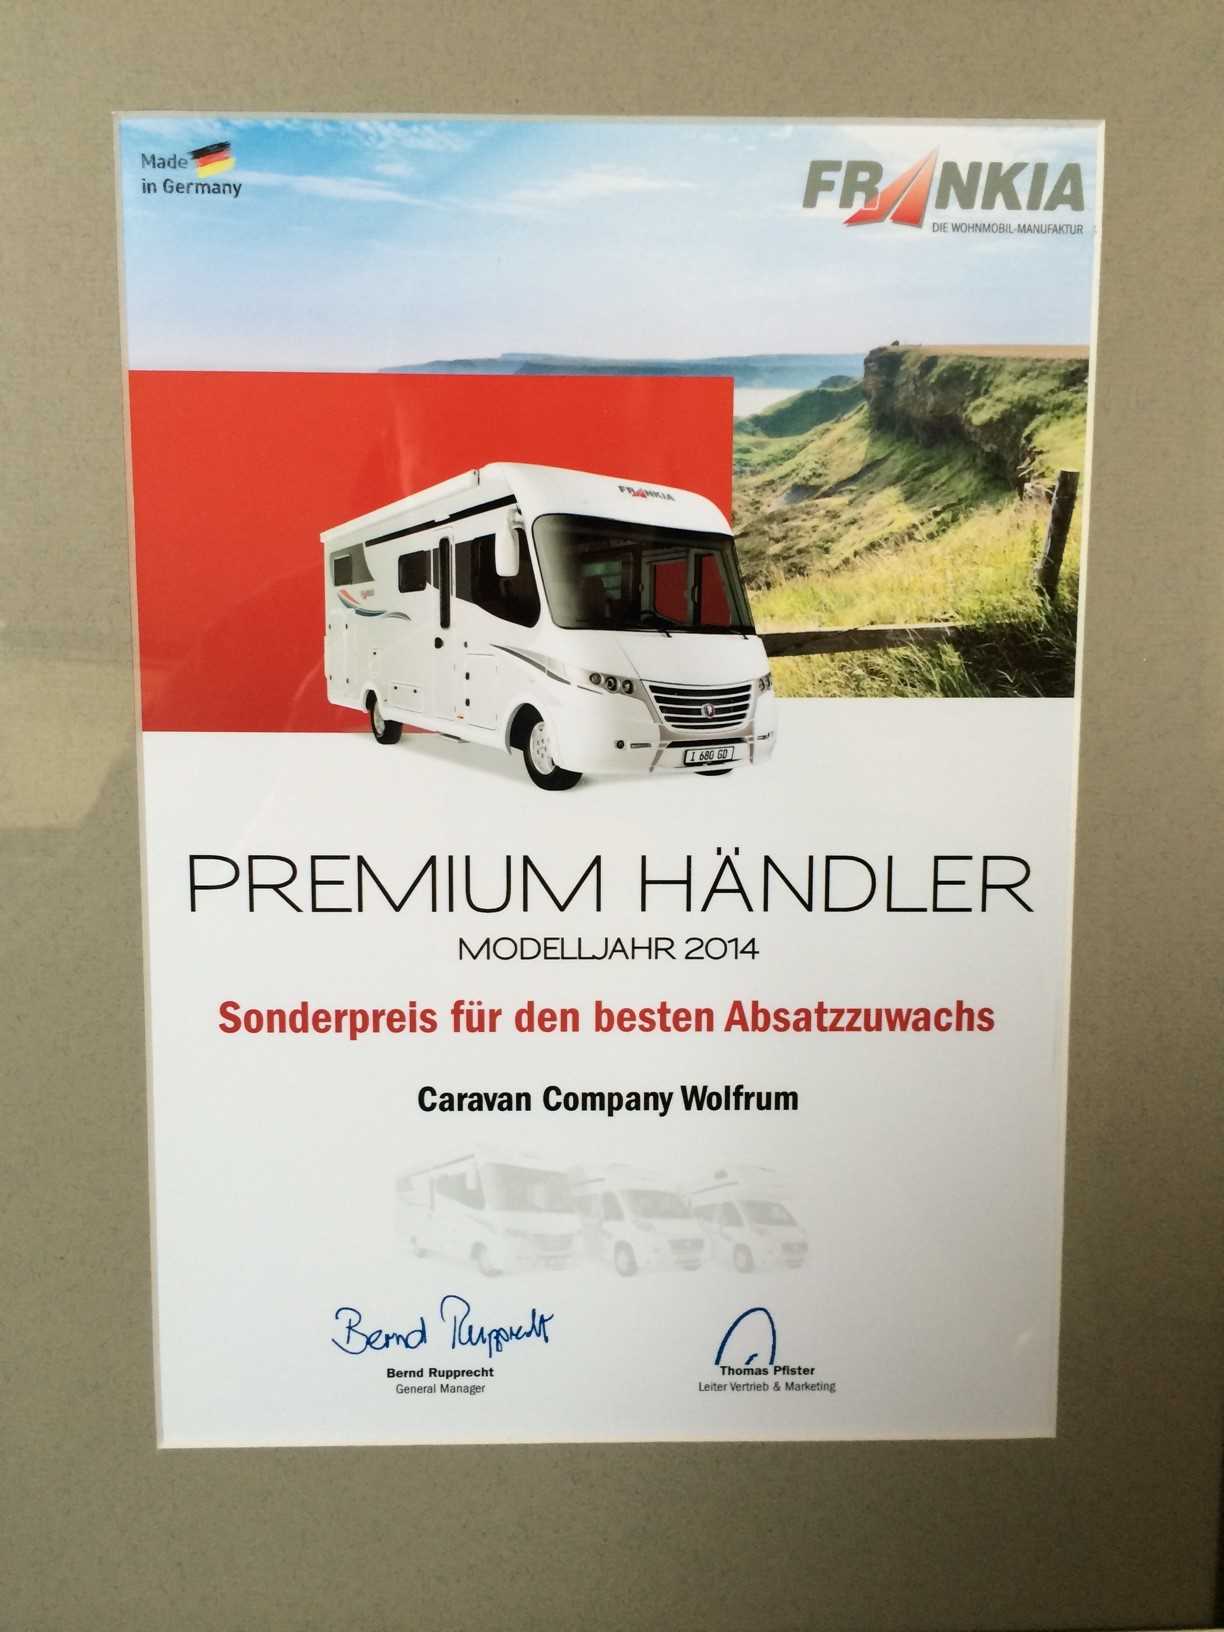 Made
in Germany
FRANKIA
DIE WOHNMOBIL-MANUFAKTUR
FRANKIA
I 680 GD
PREMIUM HÄNDLER
MODELLJAHR 2014
Sonderpreis für den besten Absatzzuwachs
Caravan Company Wolfrum
Bernd Rupprecht
Bernd Rupprecht
General Manager
Thomas Pfister
Leiter Vertrieb & Marketing